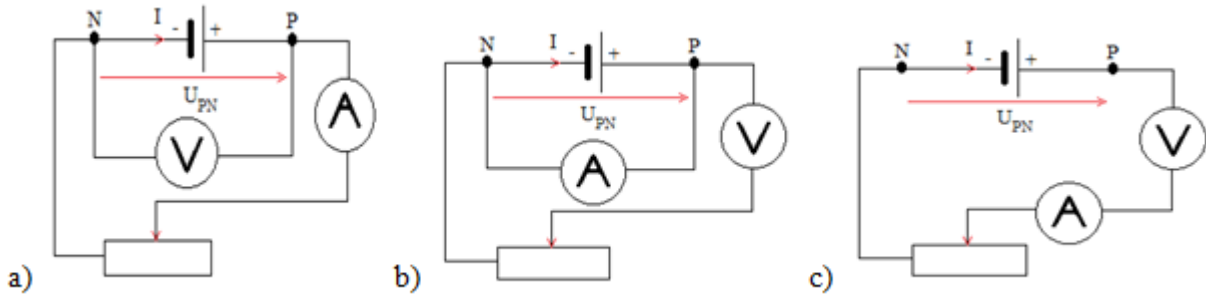 N I - + P
U_PN
A
V
a)
N I - + P
U_PN
V
A
b)
N I - + P
U_PN
V
A
c)